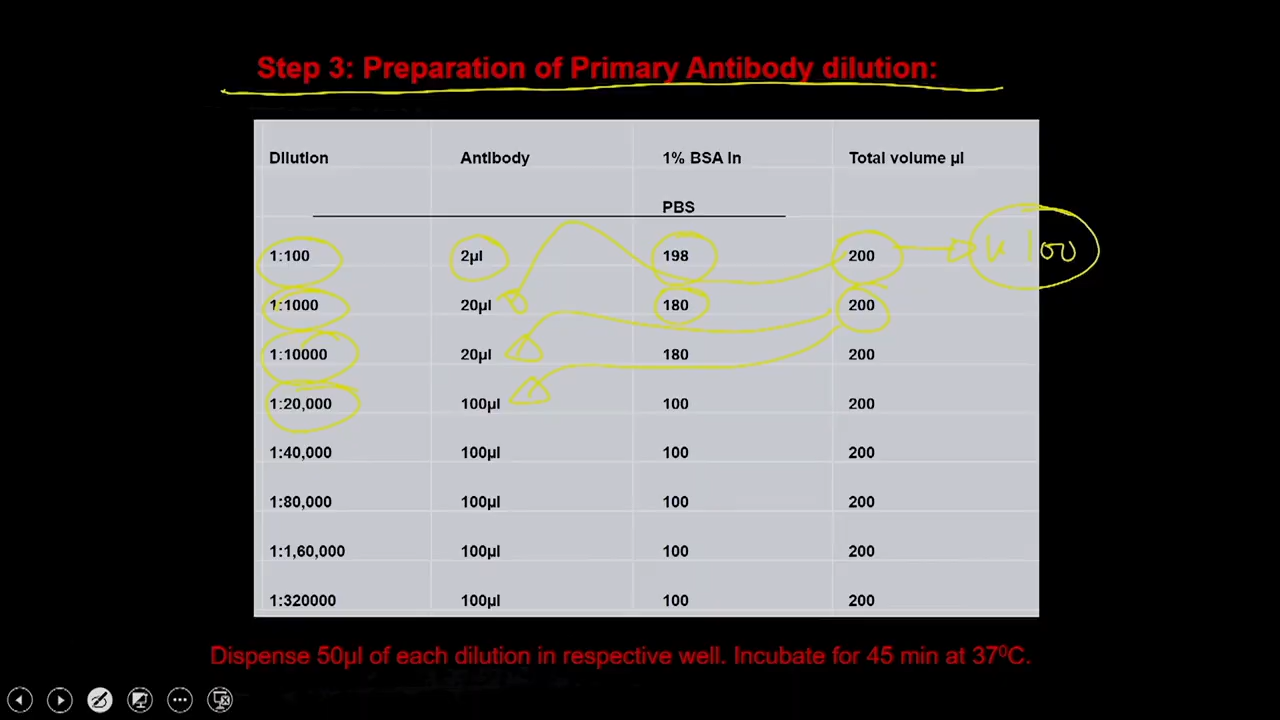 Step 3: Preparation of Primary Antibody dilution:
Dilution Antibody 1% BSA In Total volume µl
PBS
1:100 2µl 198 200
1:1000 20µl 180 200
1:10000 20µl 180 200
1:20,000 100µl 100 200
1:40,000 100µl 100 200
1:80,000 100µl 100 200
1:1,60,000 100µl 100 200
1:320000 100µl 100 200
Dispense 50µl of each dilution in respective well. Incubate for 45 min at 37⁰C.